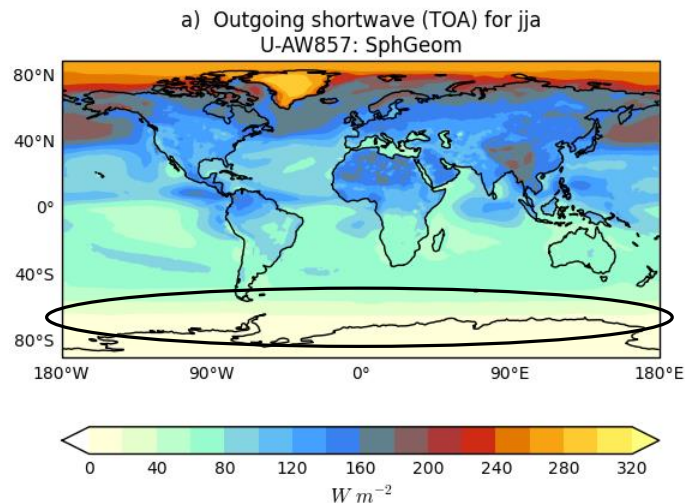 a)  Outgoing shortwave (TOA) for jja
U-AW857: SphGeom
80°N
40°N
0°
40°S
80°S
180°W 90°W 0° 90°E 180°E
0 40 80 120 160 200 240 280 320
W m⁻²